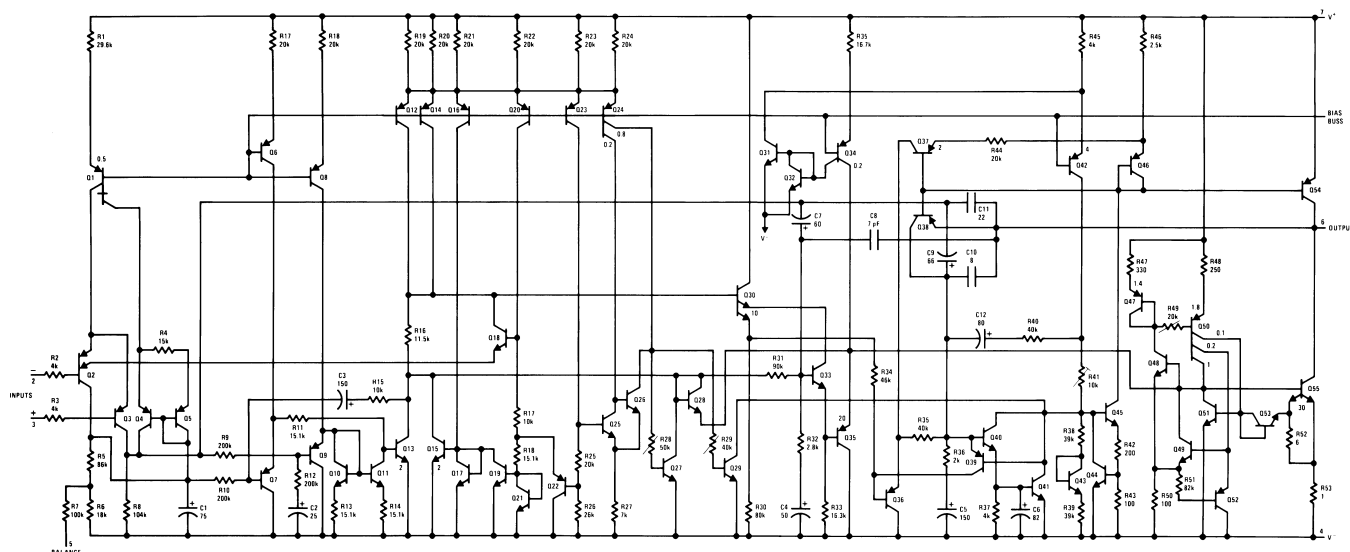 R1
29.6k
R17
20k
R18
20k
R19
20k
R20
20k
R21
20k
R22
20k
R23
20k
R24
20k
R35
16.7k
R45
4k
R46
2.5k
7 V+
Q12
Q14
Q16
Q20
Q23
Q24
0.8
0.2
BIAS
BUSS
Q6
Q8
0.5
Q1
Q31
Q32
Q34
0.2
Q37
2
R44
20k
4
Q42
Q46
Q54
C7
60
C8
7 pf
Q38
C11
22
C9
66
C10
8
6
OUTPU
V-
R47
330
R48
250
1.4
Q47
R49
20k
1.8
Q50
0.1
0.2
1
Q30
10
C12
80
R40
40k
R16
11.5k
Q18
R4
15k
R2
4k
−
2
INPUTS
+
3
R3
4k
Q2
Q3
Q4
Q5
C3
150
R15
10k
R17
10k
R18
15.1k
Q26
Q28
R31
90k
Q33
R34
46k
R41
10k
Q48
Q45
Q51
Q53
Q55
30
R5
86k
R9
200k
R10
200k
R11
15.1k
Q9
R12
200k
Q10
Q11
Q13
2
Q15
2
Q17
Q19
Q21
Q22
Q25
R25
20k
R28
50k
Q27
R29
40k
Q29
R32
2.8k
20
Q35
R35
40k
R36
2k
Q40
Q39
R38
39k
R42
200
R52
6
Q49
R7
100k
R6
18k
R8
104k
C1
75
Q7
C2
25
R13
15.1k
R14
15.1k
R26
26k
R27
7k
R30
80k
C4
50
R33
16.3k
Q36
C5
150
R37
4k
C6
82
Q41
Q43
R39
39k
Q44
R43
100
R50
100
R51
82k
Q52
R53
1
5
BALANCE
4
V-